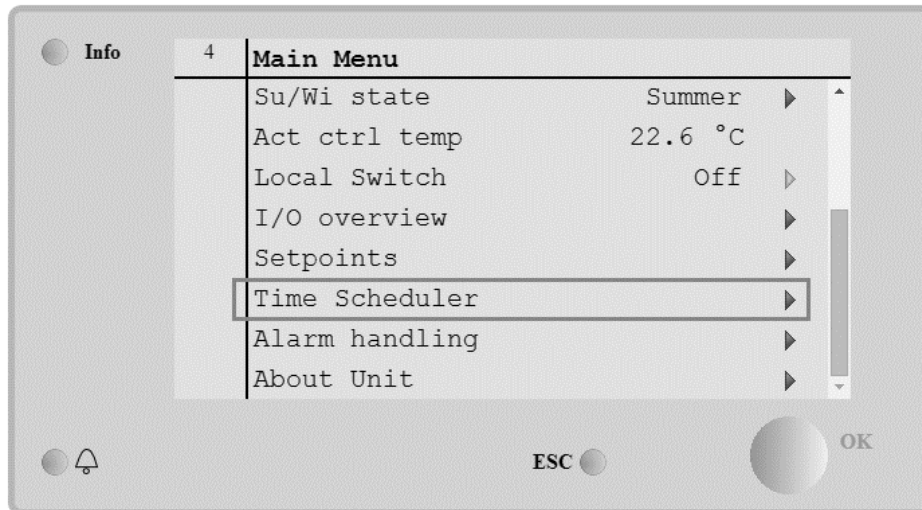 Info
4 Main Menu
Su/Wi state Summer
Act ctrl temp 22.6 °C
Local Switch Off
I/O overview
Setpoints
Time Scheduler
Alarm handling
About Unit
ESC
OK